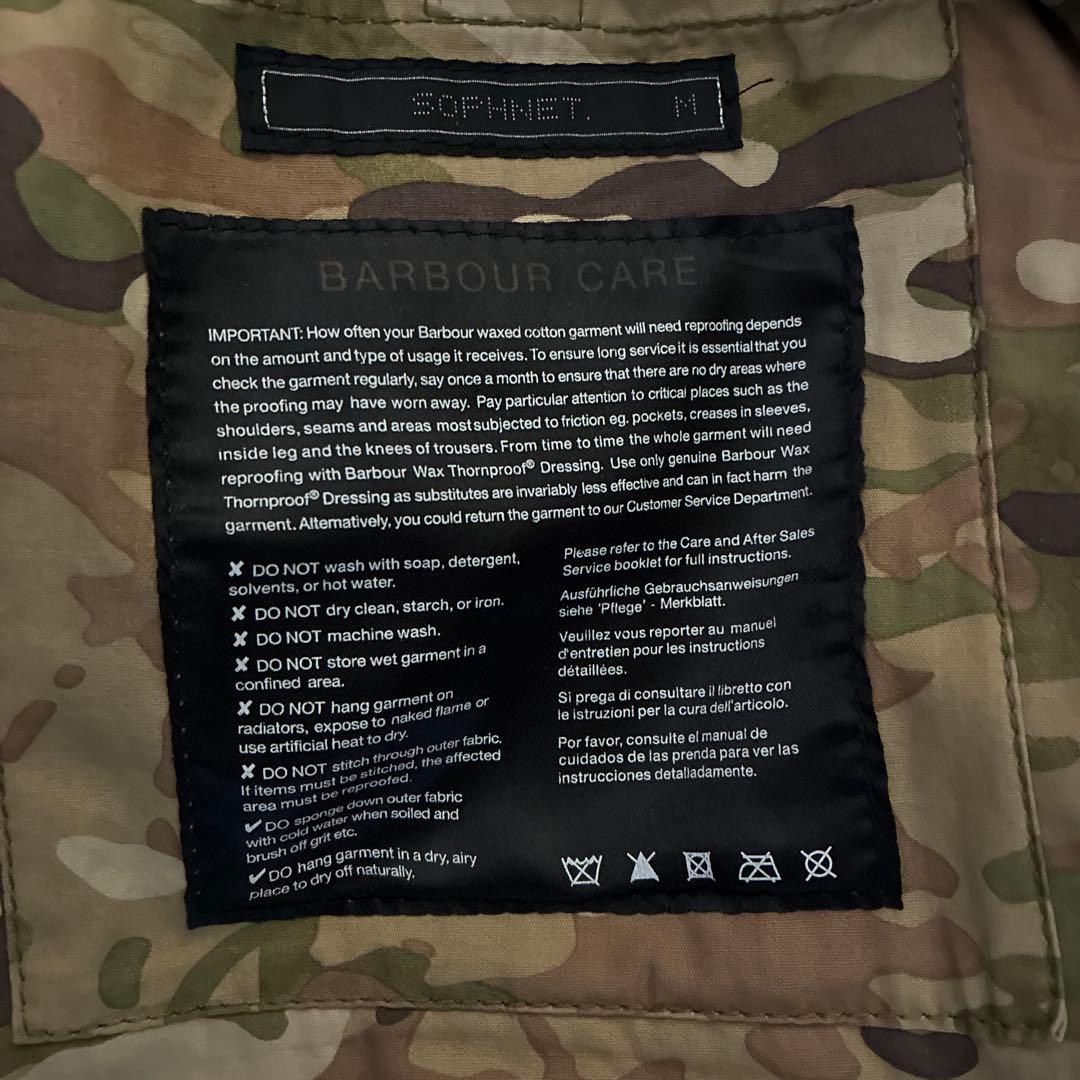 SOPHNET. M
BARBOUR CARE
IMPORTANT: How often your Barbour waxed cotton garment will need reproofing depends
on the amount and type of usage it receives. To ensure long service it is essential that you
check the garment regularly, say once a month to ensure that there are no dry areas where
the proofing may have worn away. Pay particular attention to critical places such as the
shoulders, seams and areas most subjected to friction eg. pockets, creases in sleeves,
inside leg and the knees of trousers. From time to time the whole garment will need
reproofing with Barbour Wax Thornproof® Dressing. Use only genuine Barbour Wax
Thornproof® Dressing as substitutes are invariably less effective and can in fact harm the
garment. Alternatively, you could return the garment to our Customer Service Department.
✘ DO NOT wash with soap, detergent,
solvents, or hot water.
✘ DO NOT dry clean, starch, or iron.
✘ DO NOT machine wash.
✘ DO NOT store wet garment in a
confined area.
✘ DO NOT hang garment on
radiators, expose to naked flame or
use artificial heat to dry.
✘ DO NOT stitch through outer fabric.
If items must be stitched, the affected
area must be reproofed.
✔ DO sponge down outer fabric
with cold water when soiled and
brush off grit etc.
✔ DO hang garment in a dry, airy
place to dry off naturally.
Please refer to the Care and After Sales
Service booklet for full instructions.
Ausführliche Gebrauchsanweisungen
siehe 'Pflege' - Merkblatt.
Veuillez vous reporter au manuel
d'entretien pour les instructions
détaillées.
Si prega di consultare il libretto con
le istruzioni per la cura dell'articolo.
Por favor, consulte el manual de
cuidados de las prenda para ver las
instrucciones detalladamente.